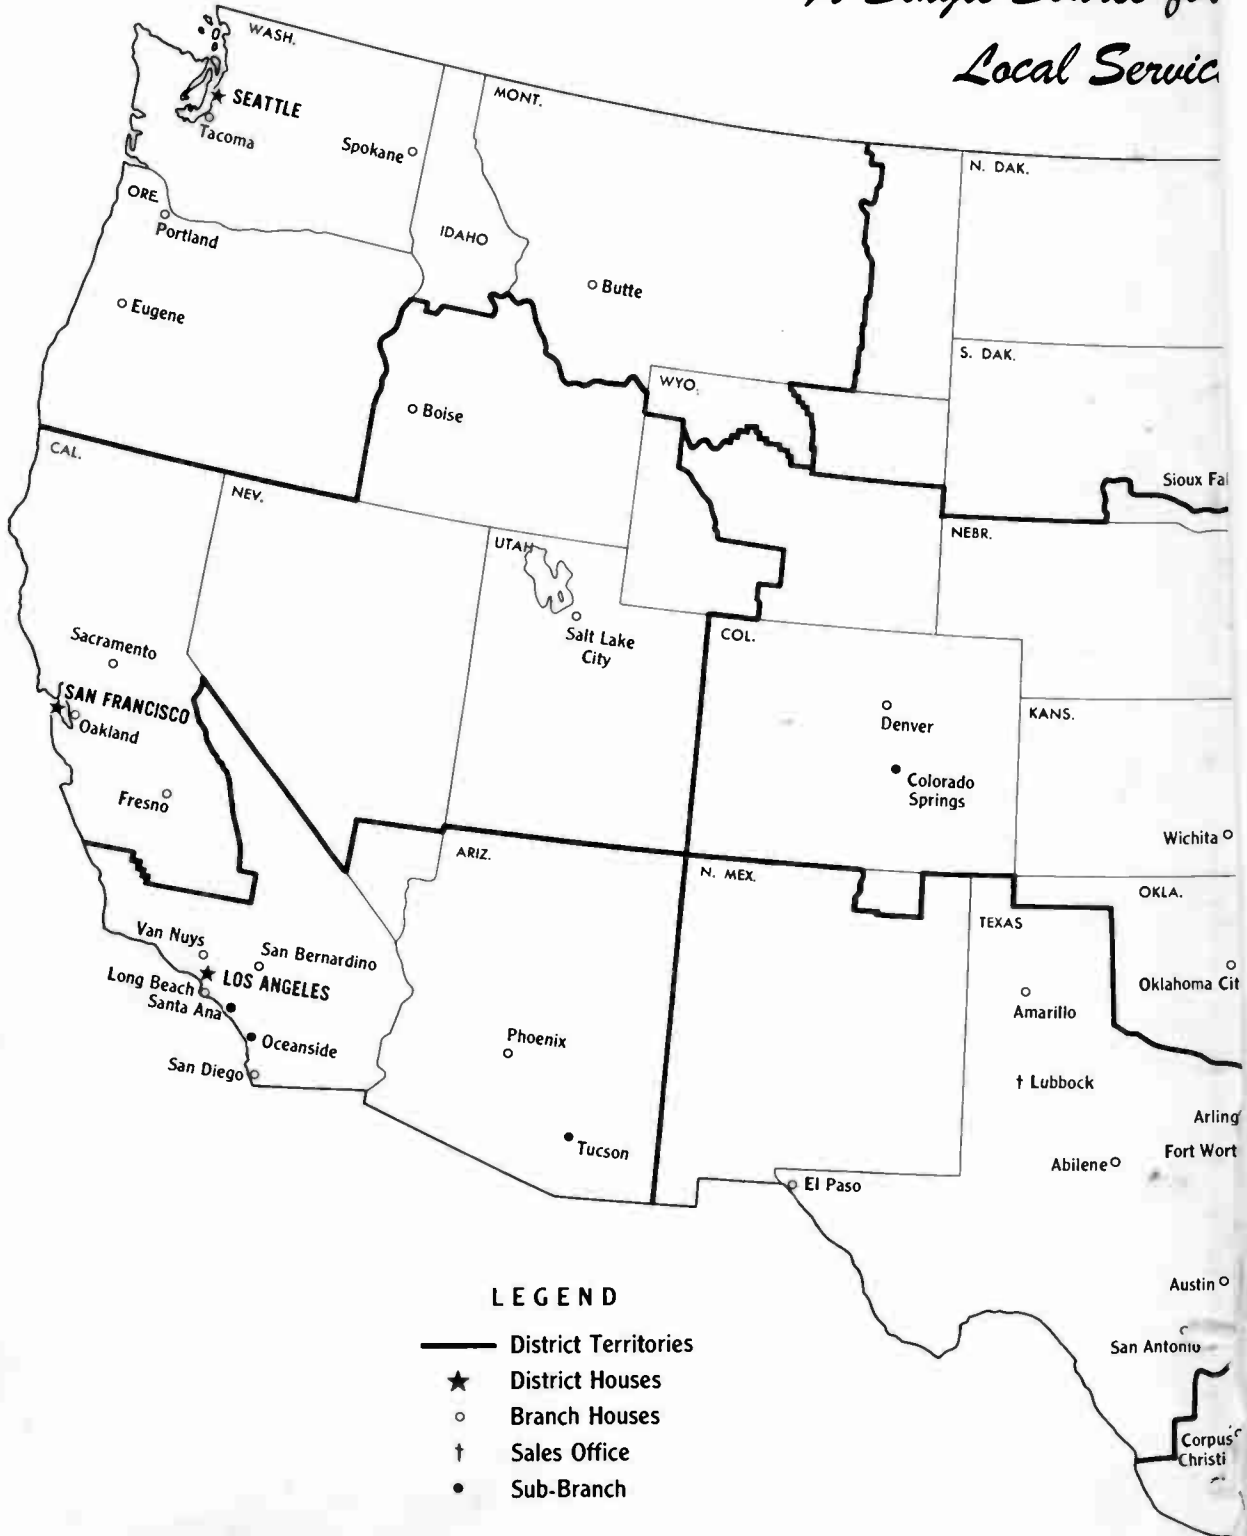 Local
WASH.
MONT.
SEATTLE
Tacoma
Spokane
N. DAK.
ORE.
Portland
IDAHO
Butte
Eugene
S. DAK.
WYO.
Boise
CAL.
Sioux Fal
NEV.
NEBR.
UTAH
Sacramento
Salt Lake
City
COL.
SAN FRANCISCO
Oakland
Denver
KANS.
Colorado
Springs
Fresno
Wichita
ARIZ.
N. MEX.
OKLA.
TEXAS
Van Nuys
San Bernardino
Long Beach
LOS ANGELES
Santa Ana
Oklahoma Cit
Amarillo
Oceanside
Phoenix
San Diego
† Lubbock
Arling
Tucson
Abilene
Fort Wort
El Paso
Austin
San Antonio
LEGEND
District Territories
★ District Houses
○ Branch Houses
† Sales Office
● Sub-Branch
Corpus
Christi